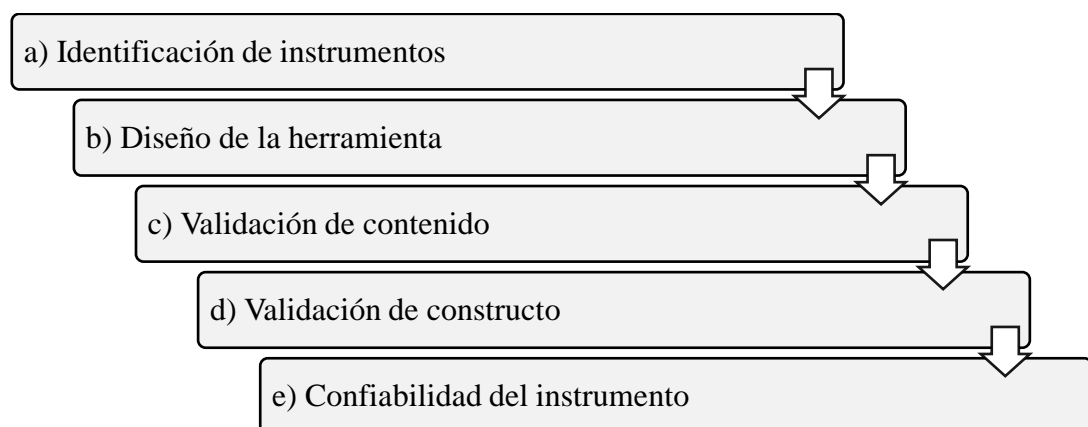 a) Identificación de instrumentos
b) Diseño de la herramienta
c) Validación de contenido
d) Validación de constructo
e) Confiabilidad del instrumento